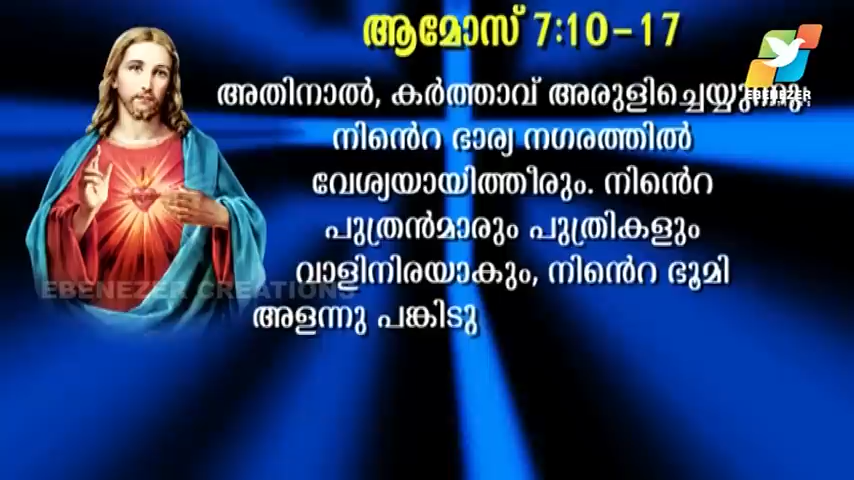 ആമോസ് 7:10-17
അതിനാൽ, കർത്താവ് അരുളിച്ചെയ്യുന്നു
നിൻെറ ഭാര്യ നഗരത്തിൽ
വേശ്യയായിത്തീരും. നിൻെറ
പുത്രൻമാരും പുത്രികളും
വാളിനിരയാകും, നിൻെറ ഭൂമി
അളന്നു പങ്കിടു
EBENEZER
EBENEZER CREATIONS